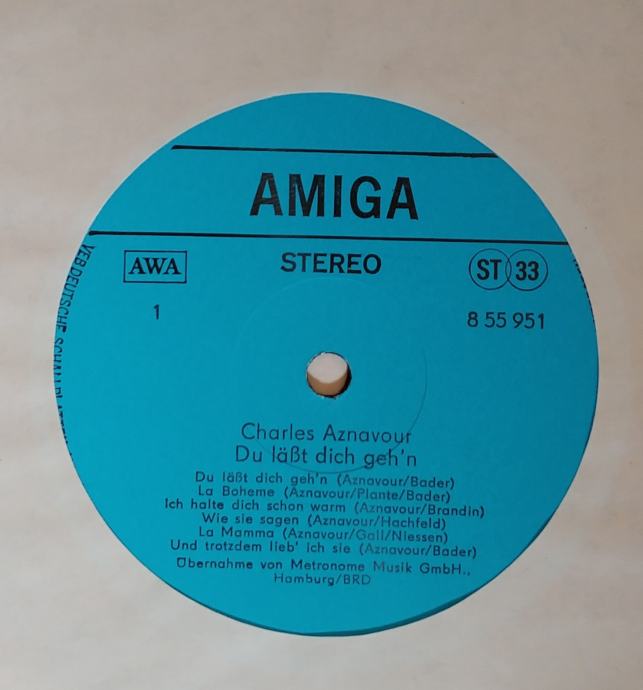 AMIGA
AWA
STEREO
ST 33
1
8 55 951
VEB DEUTSCHE
Charles Aznavour
Du läßt dich geh'n
Du läßt dich geh'n (Aznavour/Bader)
La Boheme (Aznavour/Plante/Bader)
Ich halte dich schon warm (Aznavour/Brandin)
Wie sie sagen (Aznavour/Hachfeld)
La Mamma (Aznavour/Gall/Niessen)
Und trotzdem lieb' ich sie (Aznavour/Bader)
Übernahme von Metronome Musik GmbH.,
Hamburg/BRD